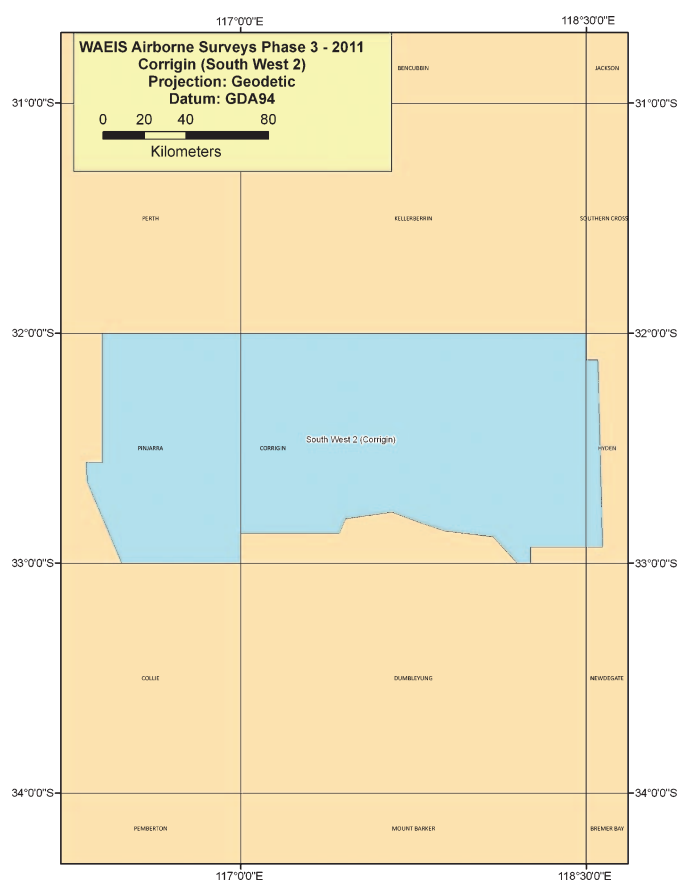 117°0'0"E
118°30'0"E
WAEIS Airborne Surveys Phase 3 - 2011
Corrigin (South West 2)
Projection: Geodetic
Datum: GDA94
0 20 40 80
Kilometers
BENCUBBIN
JACKSON
31°0'0"S
31°0'0"S
PERTH
KELLERBERRIN
SOUTHERN CROSS
32°0'0"S
32°0'0"S
South West 2 (Corrigin)
PINJARRA
CORRIGIN
HYDEN
33°0'0"S
33°0'0"S
COLLIE
DUMBLEYUNG
NEWDEGATE
34°0'0"S
34°0'0"S
PEMBERTON
MOUNT BARKER
BREMER BAY
117°0'0"E
118°30'0"E